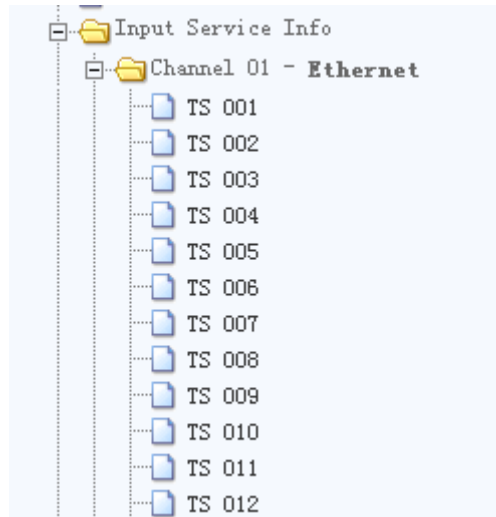 Input Service Info
Channel 01 - Ethernet
TS 001
TS 002
TS 003
TS 004
TS 005
TS 006
TS 007
TS 008
TS 009
TS 010
TS 011
TS 012